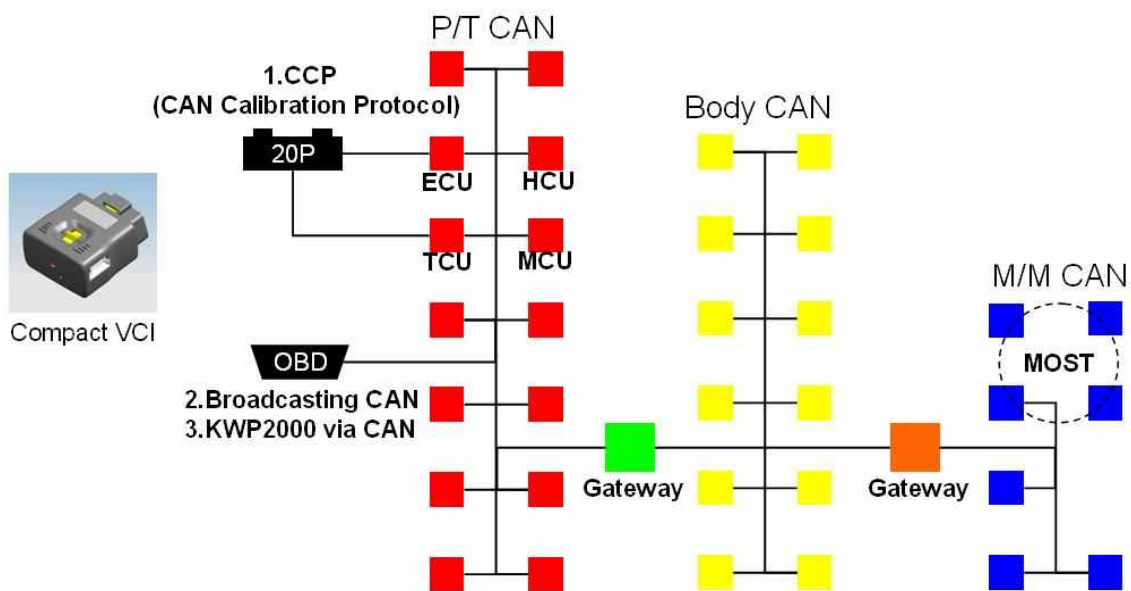 P/T CAN
1.CCP
(CAN Calibration Protocol)
20P
ECU
HCU
TCU
MCU
Compact VCI
OBD
2.Broadcasting CAN
3.KWP2000 via CAN
Body CAN
Gateway
Gateway
M/M CAN
MOST